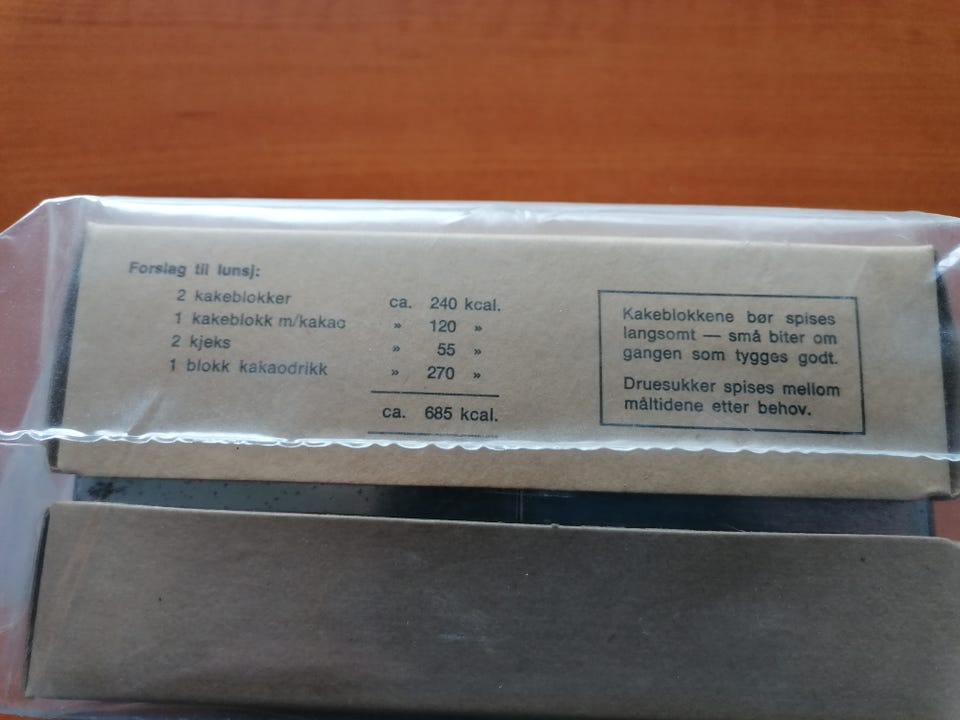 Forslag til lunsj:
2 kakeblokker ca. 240 kcal.
1 kakeblokk m/kakao » 120 »
2 kjeks » 55 »
1 blokk kakaodrikk » 270 »
ca. 685 kcal.
Kakeblokkene bør spises
langsomt — små biter om
gangen som tygges godt.
Druesukker spises mellom
måltidene etter behov.